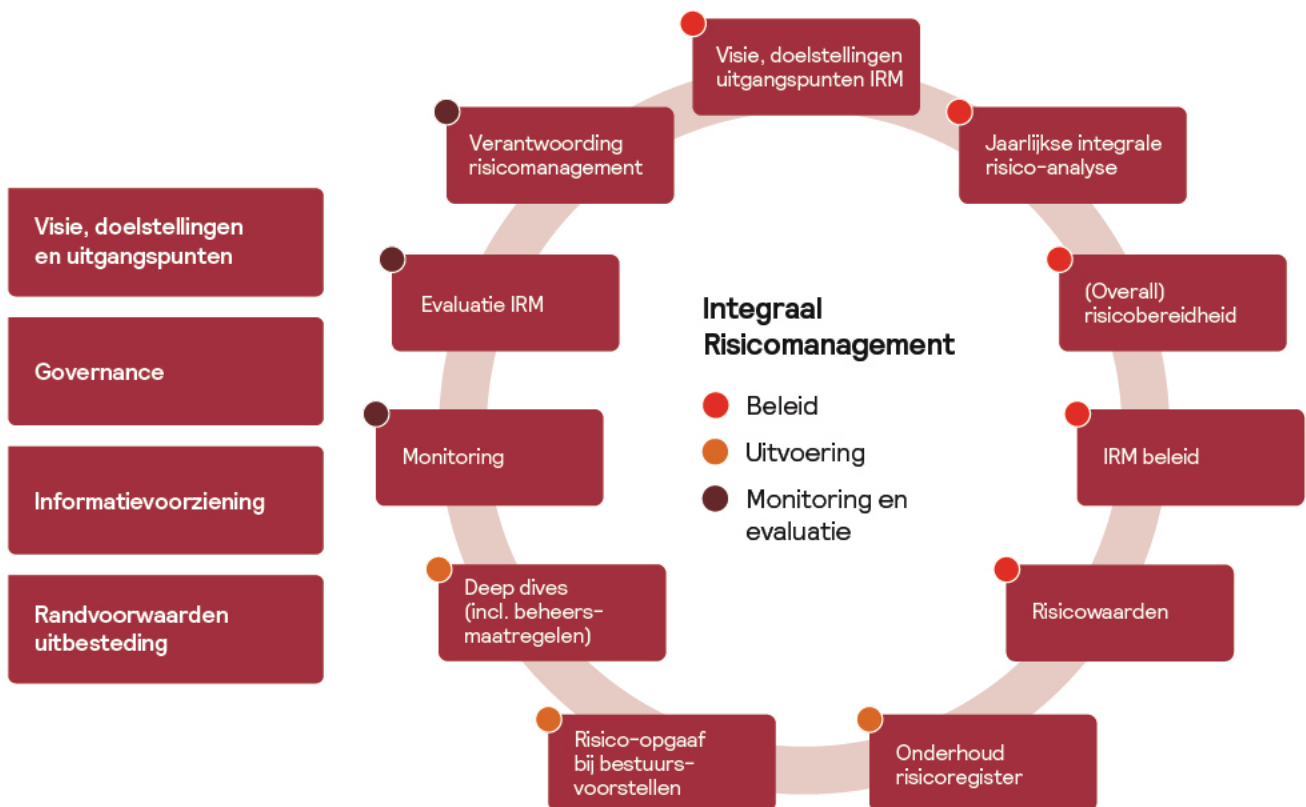 Visie, doelstellingen
en uitgangspunten
Governance
Informatievoorziening
Randvoorwaarden
uitbesteding
Visie, doelstellingen
uitgangspunten IRM
Jaarlijkse integrale
risico-analyse
(Overall)
risicobereidheid
IRM beleid
Risicowaarden
Onderhoud
risicoregister
Risico-opgaaf
bij bestuurs-
voorstellen
Deep dives
(incl. beheers-
maatregelen)
Monitoring
Evaluatie IRM
Verantwoording
risicomanagement
Integraal
Risicomanagement
Beleid
Uitvoering
Monitoring en
evaluatie